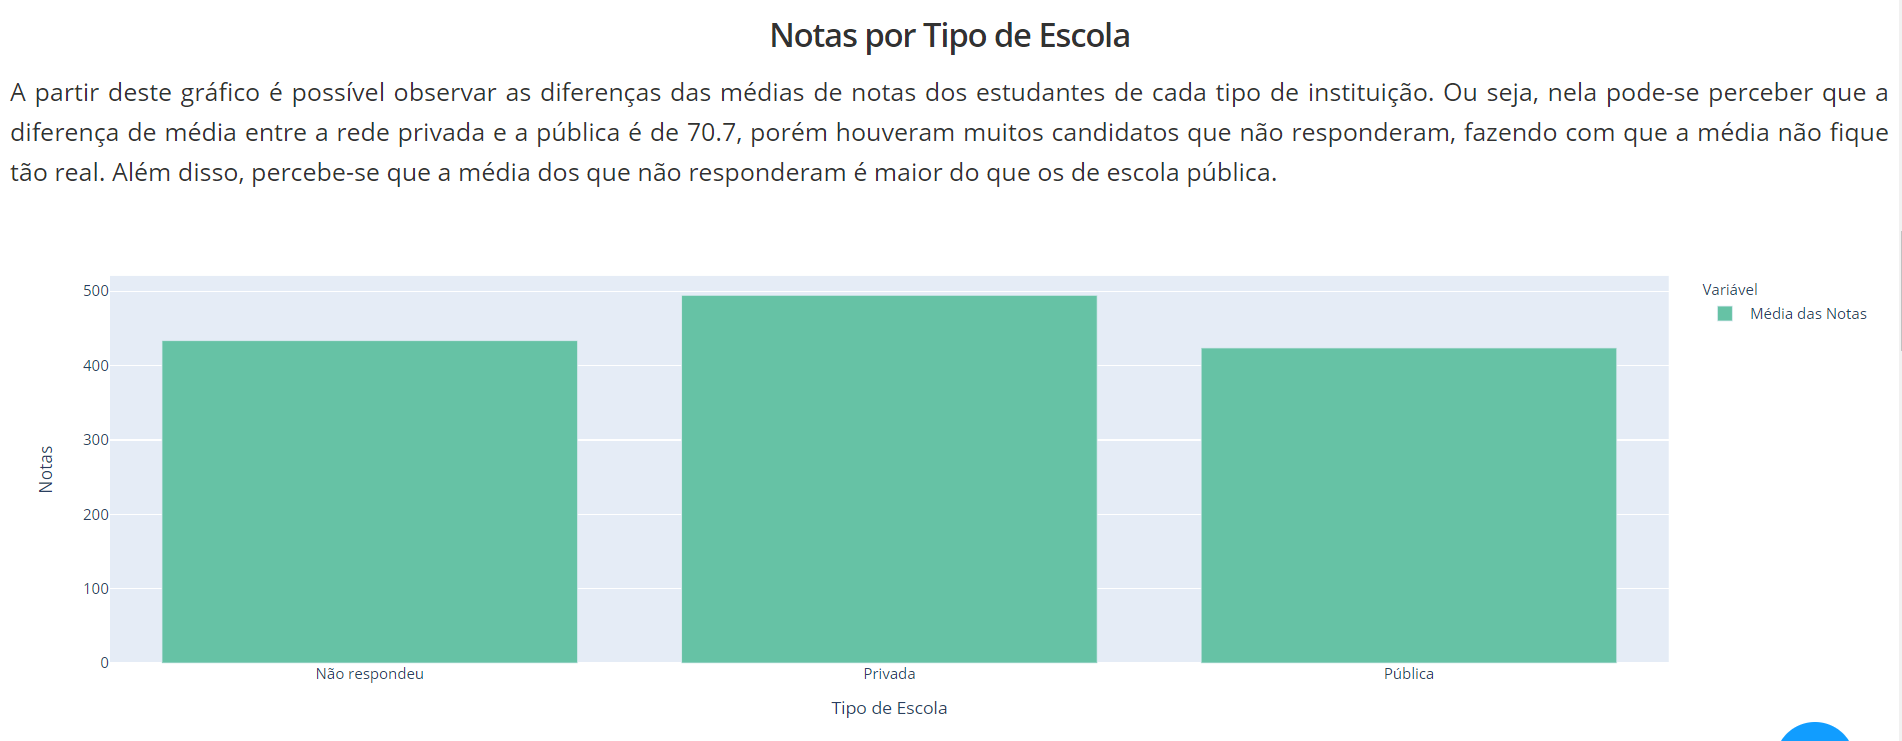 Notas por Tipo de Escola
A partir deste gráfico é possível observar as diferenças das médias de notas dos estudantes de cada tipo de instituição. Ou seja, nela pode-se perceber que a
diferença de média entre a rede privada e a pública é de 70.7, porém houveram muitos candidatos que não responderam, fazendo com que a média não fique
tão real. Além disso, percebe-se que a média dos que não responderam é maior do que os de escola pública.
Variável
Média das Notas
500
400
300
200
100
0
Notas
Não respondeu
Privada
Pública
Tipo de Escola